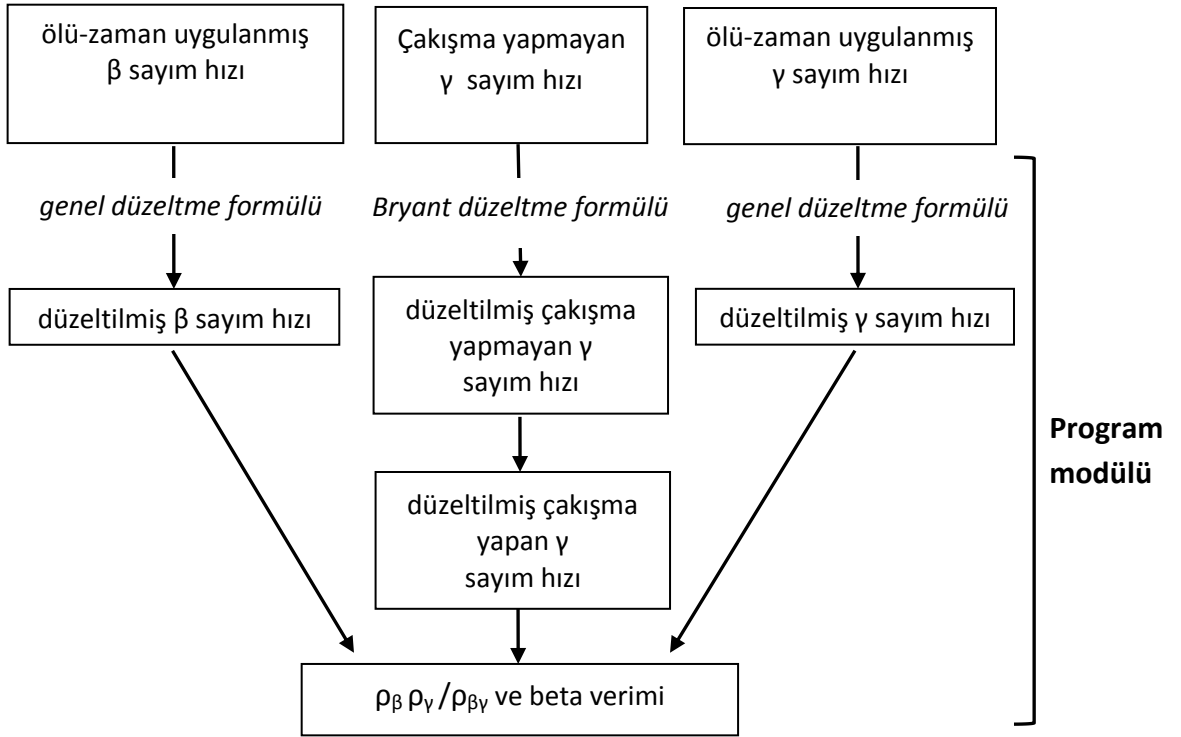 ölü-zaman uygulanmış
β sayım hızı
Çakışma yapmayan
γ sayım hızı
ölü-zaman uygulanmış
γ sayım hızı
genel düzeltme formülü
Bryant düzeltme formülü
genel düzeltme formülü
düzeltilmiş β sayım hızı
düzeltilmiş çakışma
yapmayan γ
sayım hızı
düzeltilmiş γ sayım hızı
düzeltilmiş çakışma
yapan γ
sayım hızı
Program
modülü
ρβ ργ /ρβγ ve beta verimi